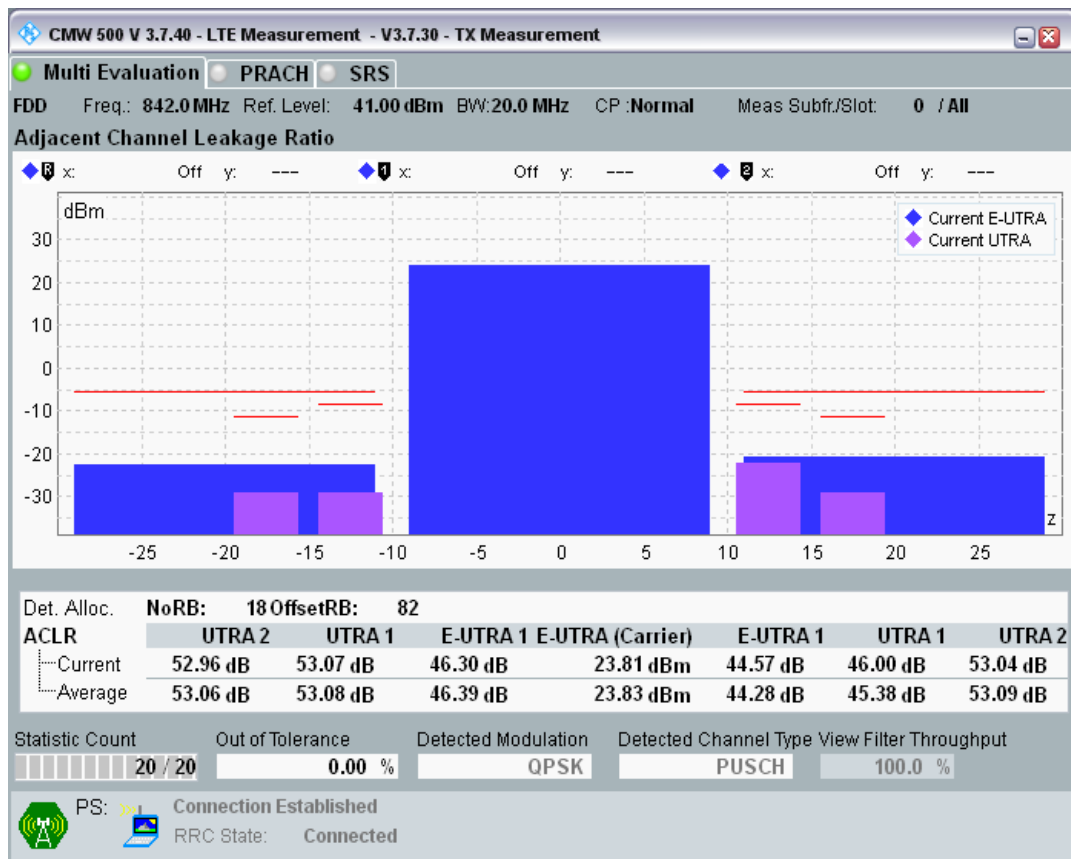 CMW 500 V 3.7.40 - LTE Measurement - V3.7.30 - TX Measurement
Multi Evaluation PRACH SRS
FDD Freq.: 842.0 MHz Ref. Level: 41.00 dBm BW:20.0 MHz CP :Normal Meas Subfr./Slot: 0 / All
Adjacent Channel Leakage Ratio
R x: Off y: --- 1 x: Off y: --- 2 x: Off y: ---
dBm
Current E-UTRA
Current UTRA
30
20
10
0
-10
-20
-30
z
-25 -20 -15 -10 -5 0 5 10 15 20 25
Det. Alloc. NoRB: 18 OffsetRB: 82
ACLR UTRA 2 UTRA 1 E-UTRA 1 E-UTRA (Carrier) E-UTRA 1 UTRA 1 UTRA 2
Current 52.96 dB 53.07 dB 46.30 dB 23.81 dBm 44.57 dB 46.00 dB 53.04 dB
Average 53.06 dB 53.08 dB 46.39 dB 23.83 dBm 44.28 dB 45.38 dB 53.09 dB
Statistic Count Out of Tolerance Detected Modulation Detected Channel Type View Filter Throughput
20 / 20 0.00 % QPSK PUSCH 100.0 %
PS: Connection Established
RRC State: Connected